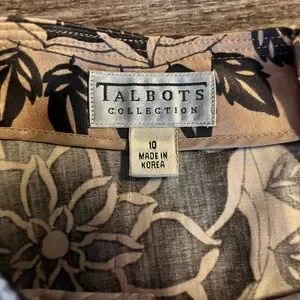 TALBOTS
COLLECTION
10
MADE IN
KOREA